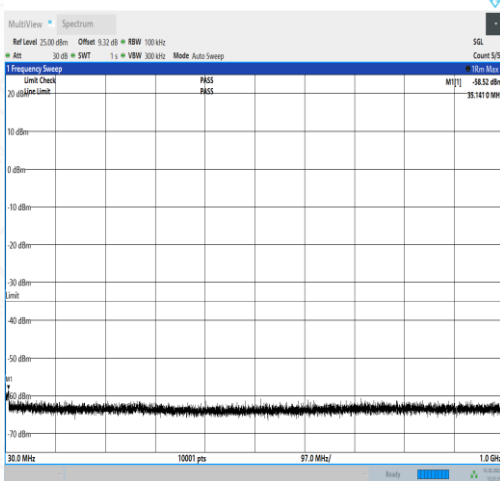 MultiView Spectrum
Ref Level 25.00 dBm Offset 9.32 dB RBW 100 kHz SGL
Att 30 dB SWT 1 s VBW 300 kHz Mode Auto Sweep Count 5/5
1 Frequency Sweep 1Rm Max
Limit Check PASS M1[1] -58.52 dBm
Line Limit PASS 35.141 0 MH
20 dBm
10 dBm
0 dBm
-10 dBm
-20 dBm
-30 dBm
Limit
-40 dBm
-50 dBm
M1
-60 dBm
-70 dBm
30.0 MHz 10001 pts 97.0 MHz/ 1.0 GHz
Ready